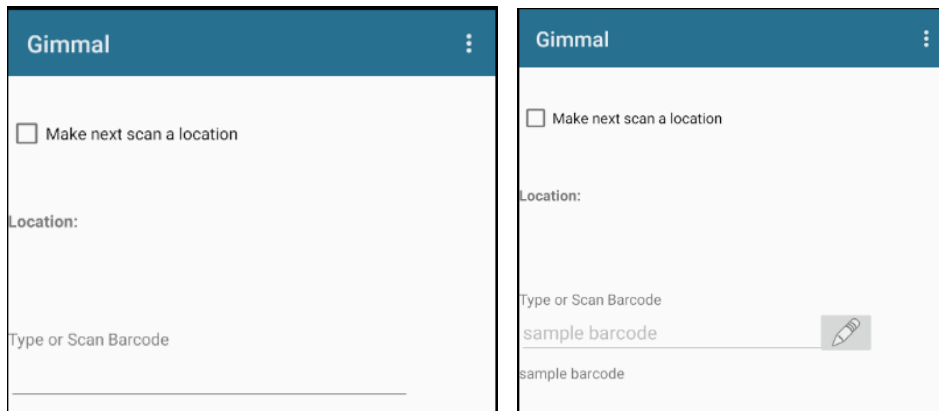 Gimmal
Make next scan a location
Location:
Type or Scan Barcode
Gimmal
Make next scan a location
Location:
Type or Scan Barcode
sample barcode
sample barcode